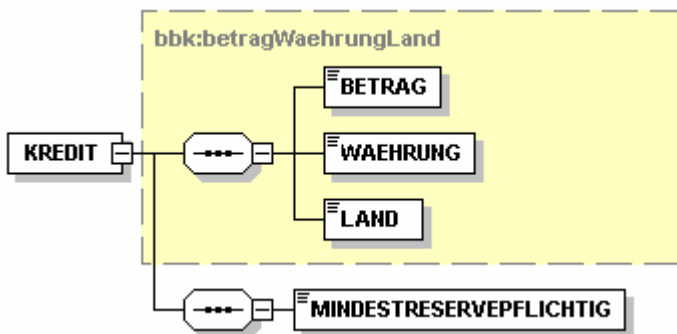 bbk:betragWaehrungLand
BETRAG
KREDIT
WAEHRUNG
LAND
MINDESTRESERVEPFLICHTIG